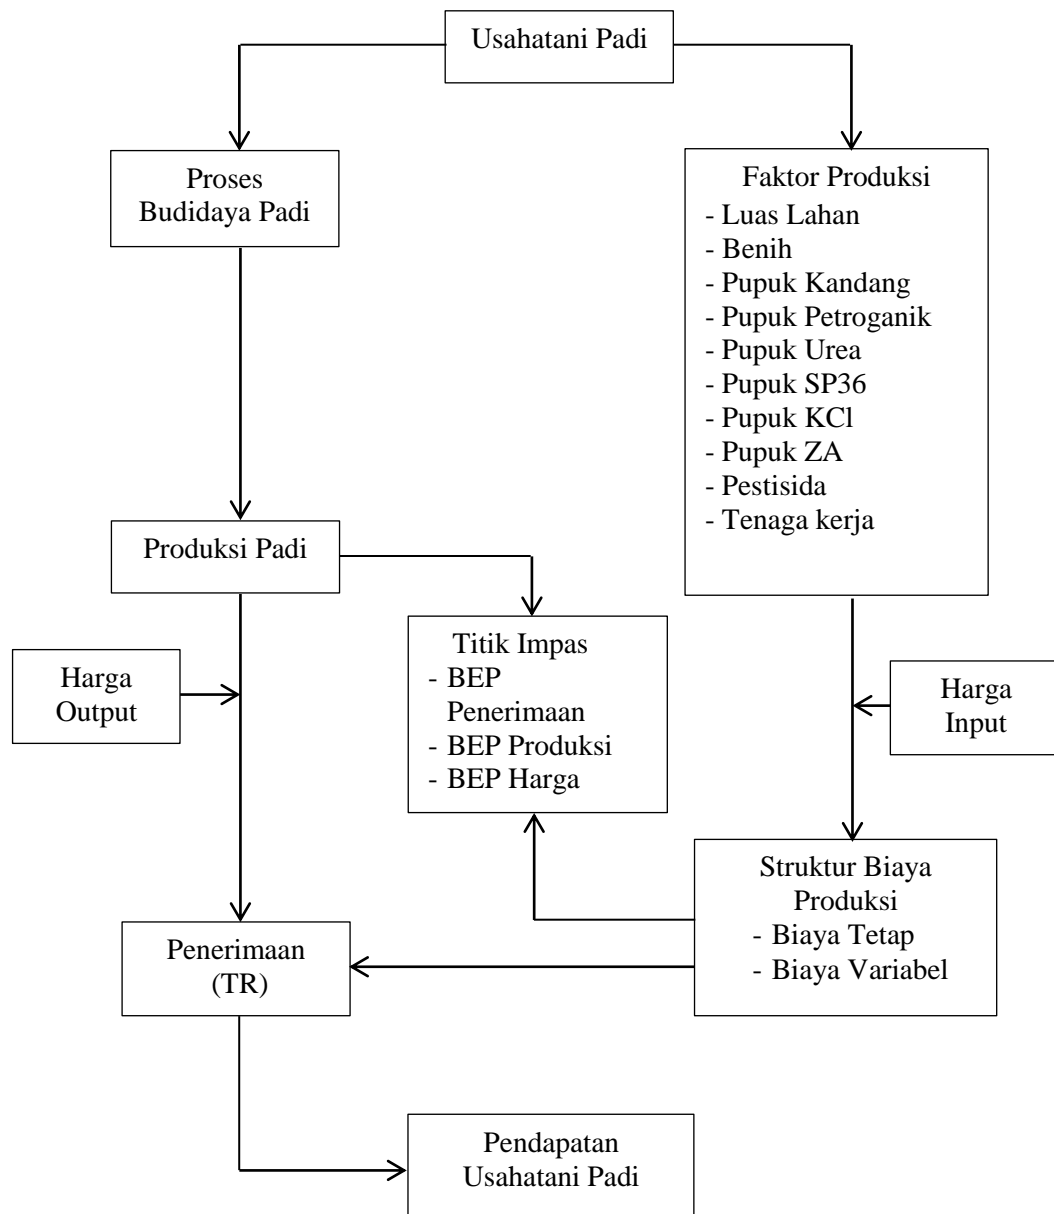 Usahatani Padi
Proses
Budidaya Padi
Faktor Produksi
- Luas Lahan
- Benih
- Pupuk Kandang
- Pupuk Petroganik
- Pupuk Urea
- Pupuk SP36
- Pupuk KCl
- Pupuk ZA
- Pestisida
- Tenaga kerja
Produksi Padi
Harga
Output
Titik Impas
- BEP
Penerimaan
- BEP Produksi
- BEP Harga
Harga
Input
Struktur Biaya
Produksi
- Biaya Tetap
- Biaya Variabel
Penerimaan
(TR)
Pendapatan
Usahatani Padi